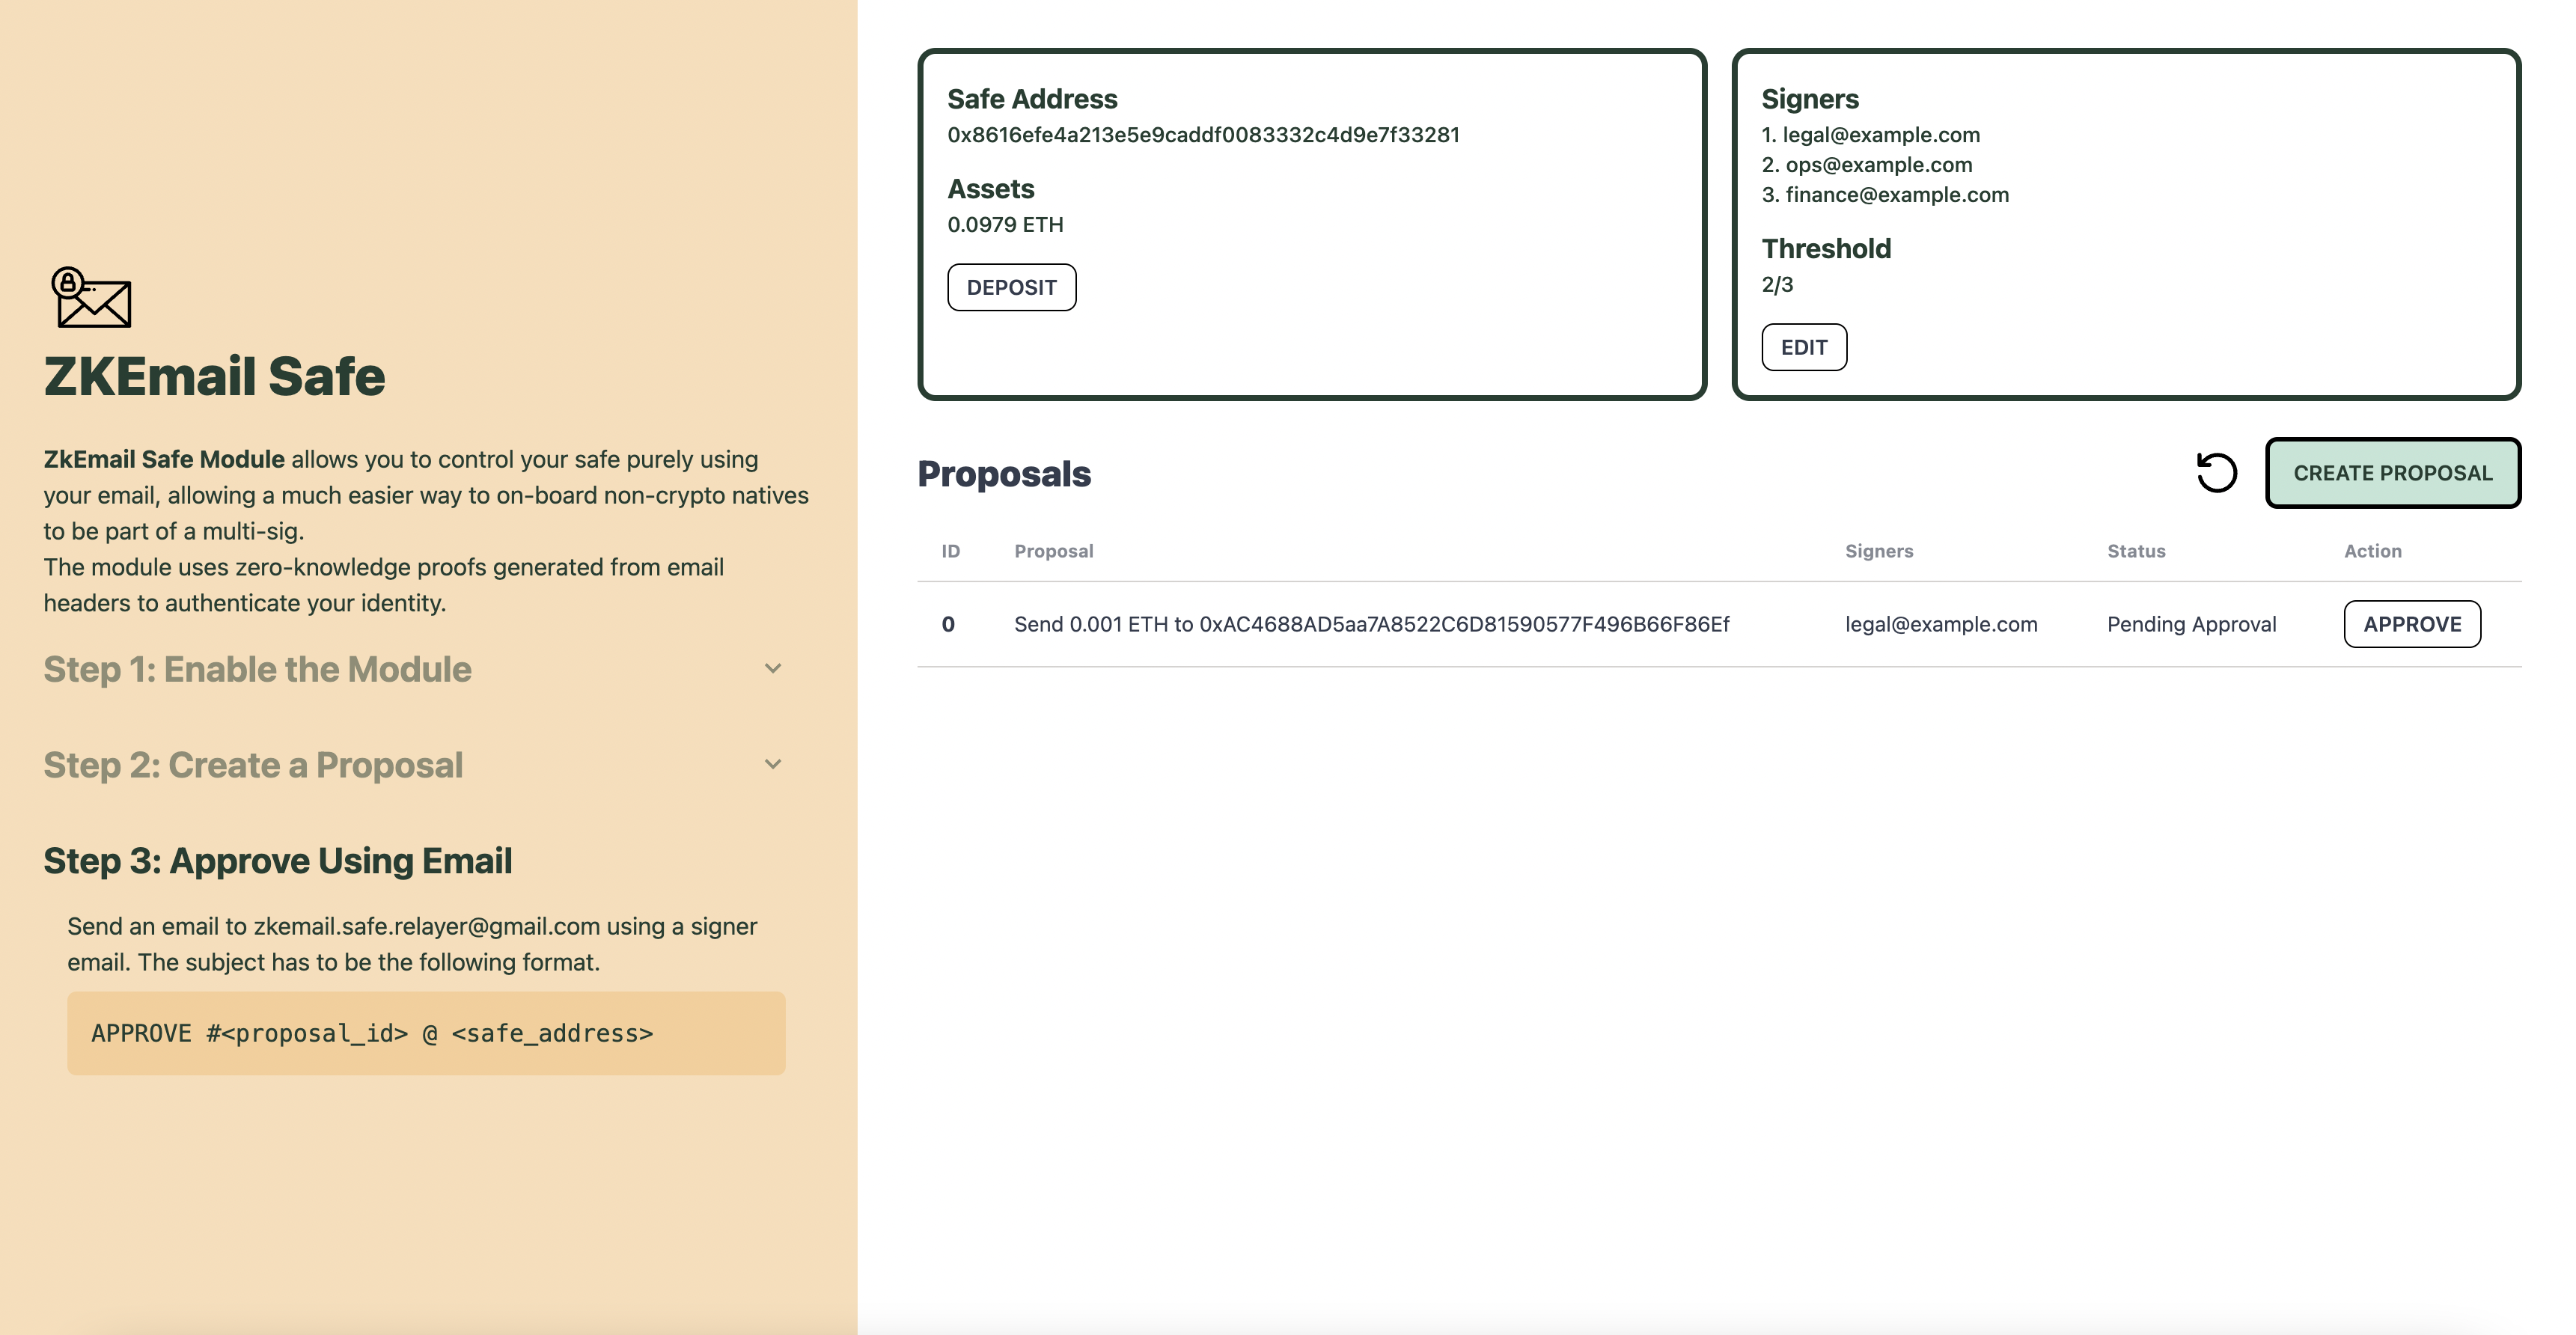 ZKEmail Safe
ZkEmail Safe Module allows you to control your safe purely using
your email, allowing a much easier way to on-board non-crypto natives
to be part of a multi-sig.
The module uses zero-knowledge proofs generated from email
headers to authenticate your identity.
Step 1: Enable the Module
Step 2: Create a Proposal
Step 3: Approve Using Email
Send an email to zkemail.safe.relayer@gmail.com using a signer
email. The subject has to be the following format.
APPROVE #<proposal_id> @ <safe_address>
Safe Address
0x8616efe4a213e5e9caddf0083332c4d9e7f33281
Assets
0.0979 ETH
DEPOSIT
Signers
1. legal@example.com
2. ops@example.com
3. finance@example.com
Threshold
2/3
EDIT
Proposals
CREATE PROPOSAL
ID Proposal Signers Status Action
0 Send 0.001 ETH to 0xAC4688AD5aa7A8522C6D81590577F496B66F86Ef legal@example.com Pending Approval APPROVE